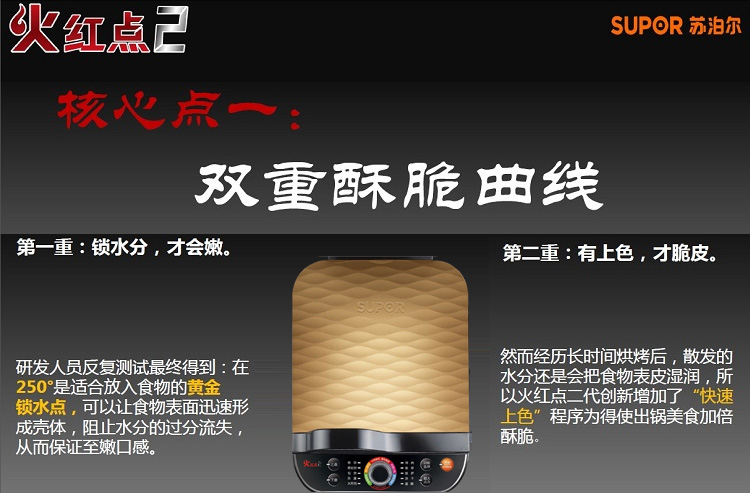 火红点2
SUPOR 苏泊尔
核心点一：
双重酥脆曲线
第一重：锁水分，才会嫩。
研发人员反复测试最终得到：在
250°是适合放入食物的黄金
锁水点，可以让食物表面迅速形
成壳体，阻止水分的过分流失，
从而保证至嫩口感。
SUPOR
第二重：有上色，才脆皮。
然而经历长时间烘烤后，散发的
水分还是会把食物表皮湿润，所
以火红点二代创新增加了“快速
上色”程序为得使出锅美食加倍
酥脆。